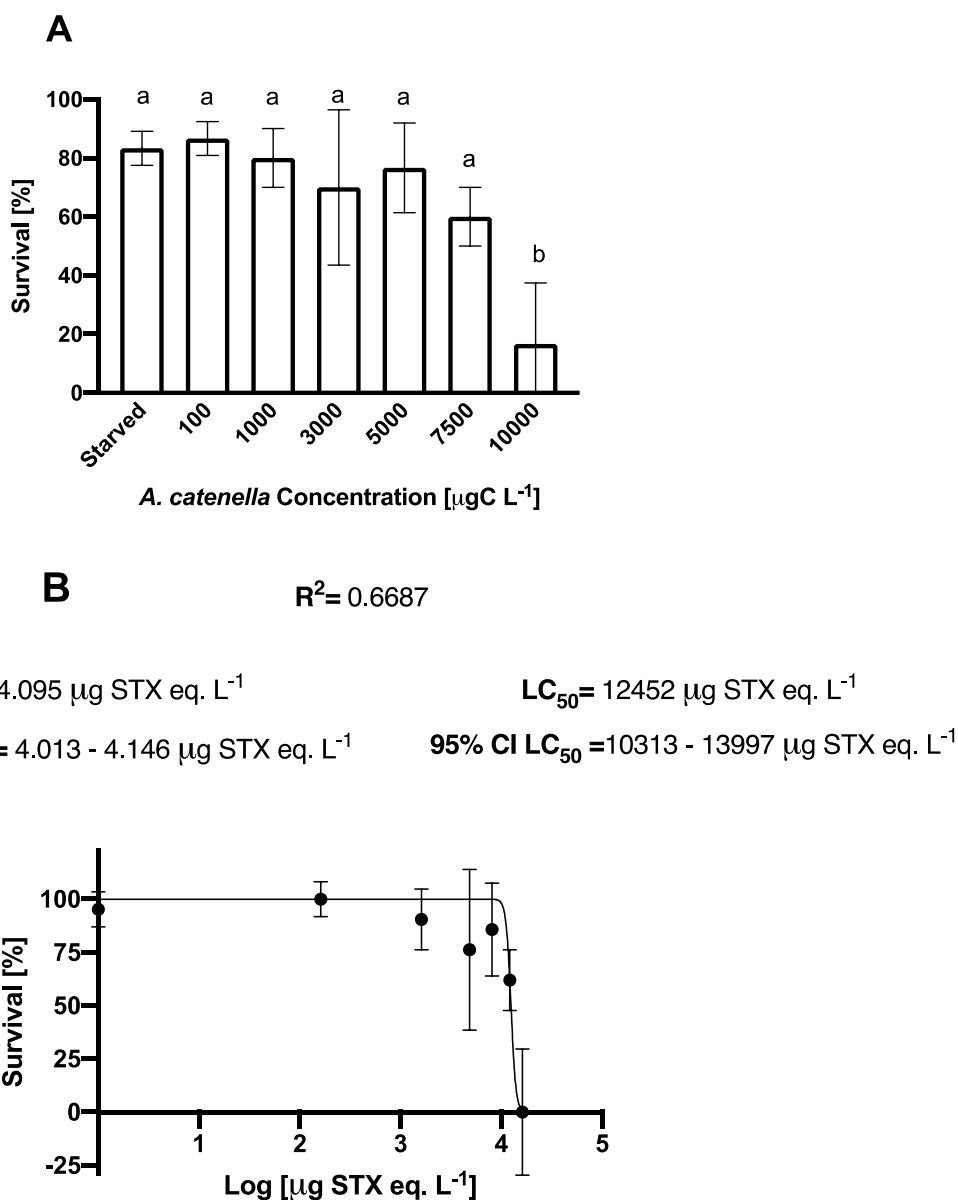 A
a a a a a a b
100
80
60
40
20
0
Survival [%]
Starved 100 1000 3000 5000 7500 10000
A. catenella Concentration [µgC L-1]
B
R2= 0.6687
4.095 µg STX eq. L-1
LC50= 12452 µg STX eq. L-1
= 4.013 - 4.146 µg STX eq. L-1
95% CI LC50 =10313 - 13997 µg STX eq. L-1
100
75
50
25
0
-25
Survival [%]
1 2 3 4 5
Log [µg STX eq. L-1]